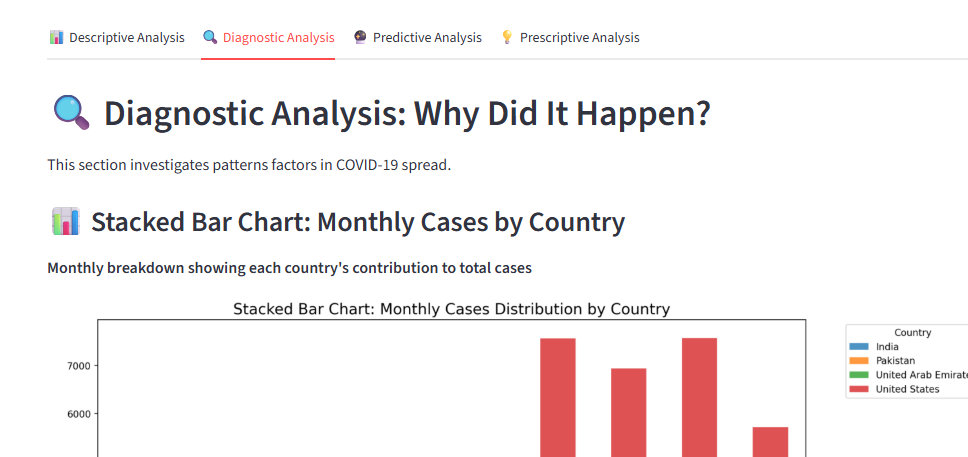 Descriptive Analysis Diagnostic Analysis Predictive Analysis Prescriptive Analysis
Diagnostic Analysis: Why Did It Happen?
This section investigates patterns factors in COVID-19 spread.
Stacked Bar Chart: Monthly Cases by Country
Monthly breakdown showing each country's contribution to total cases
Stacked Bar Chart: Monthly Cases Distribution by Country
Country
India
Pakistan
United Arab Emirate
United States
7000
6000